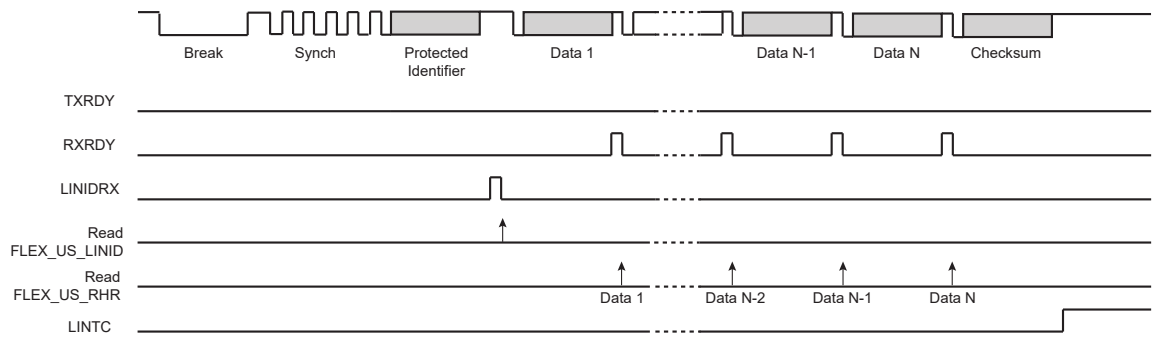 Break Synch Protected Data 1 Data N-1 Data N Checksum
Identifier
TXRDY
RXRDY
LINIDRX
Read
FLEX_US_LINID
Read
FLEX_US_RHR
Data 1 Data N-2 Data N-1 Data N
LINTC